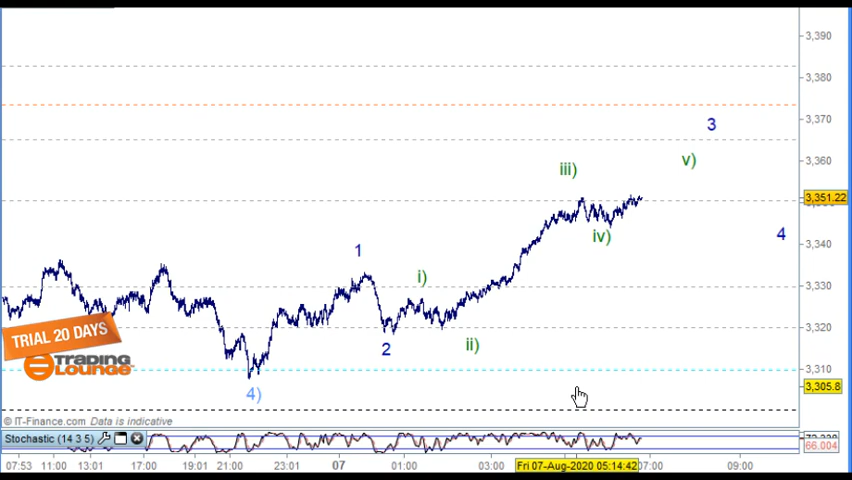 3,390
3,380
3,370
3,360
3,351.22
3,340
3,330
3,320
3,310
3,305.8
3
v)
iii)
4
iv)
1
i)
2
ii)
4)
TRIAL 20 DAYS
TRADING
LOUNGE
© IT-Finance.com Data is indicative
Stochastic (14 3 5)
66.004
07:53 11:00 13:01 17:00 19:01 21:00 23:01 07 01:00 03:00 Fri 07-Aug-2020 05:14:42 07:00 09:00